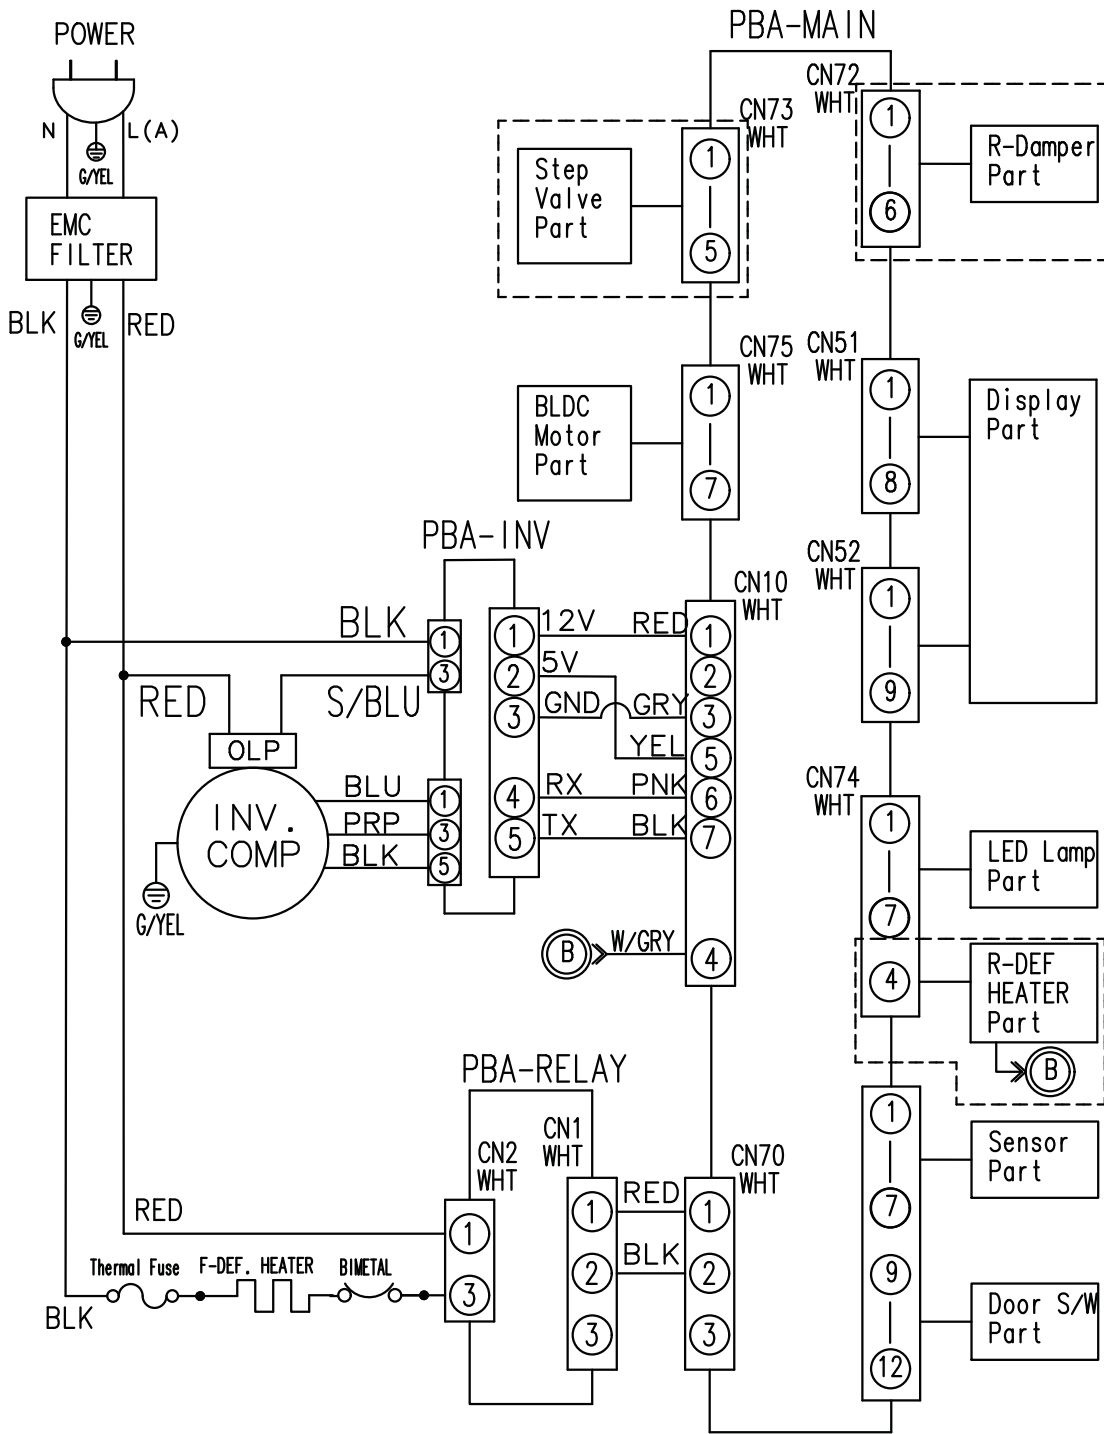 POWER
N
L(A)
G/YEL
EMC
FILTER
BLK
G/YEL
RED
PBA-MAIN
CN73
WHT
1
5
Step
Valve
Part
CN72
WHT
1
6
R-Damper
Part
CN75
WHT
1
7
BLDC
Motor
Part
CN51
WHT
1
8
Display
Part
CN52
WHT
1
9
PBA-INV
BLK
1
3
RED
S/BLU
OLP
INV.
COMP
G/YEL
BLU
1
PRP
3
BLK
5
CN10
WHT
1
12V
RED
1
2
5V
2
3
GND
GRY
3
YEL
5
4
RX
PNK
6
5
TX
BLK
7
B
W/GRY
4
CN74
WHT
1
7
4
LED Lamp
Part
R-DEF
HEATER
Part
B
1
7
9
12
Sensor
Part
Door S/W
Part
PBA-RELAY
CN2
WHT
CN1
WHT
CN70
WHT
RED
1
3
1
RED
1
2
BLK
2
3
3
Thermal Fuse
F-DEF. HEATER
BIMETAL
BLK